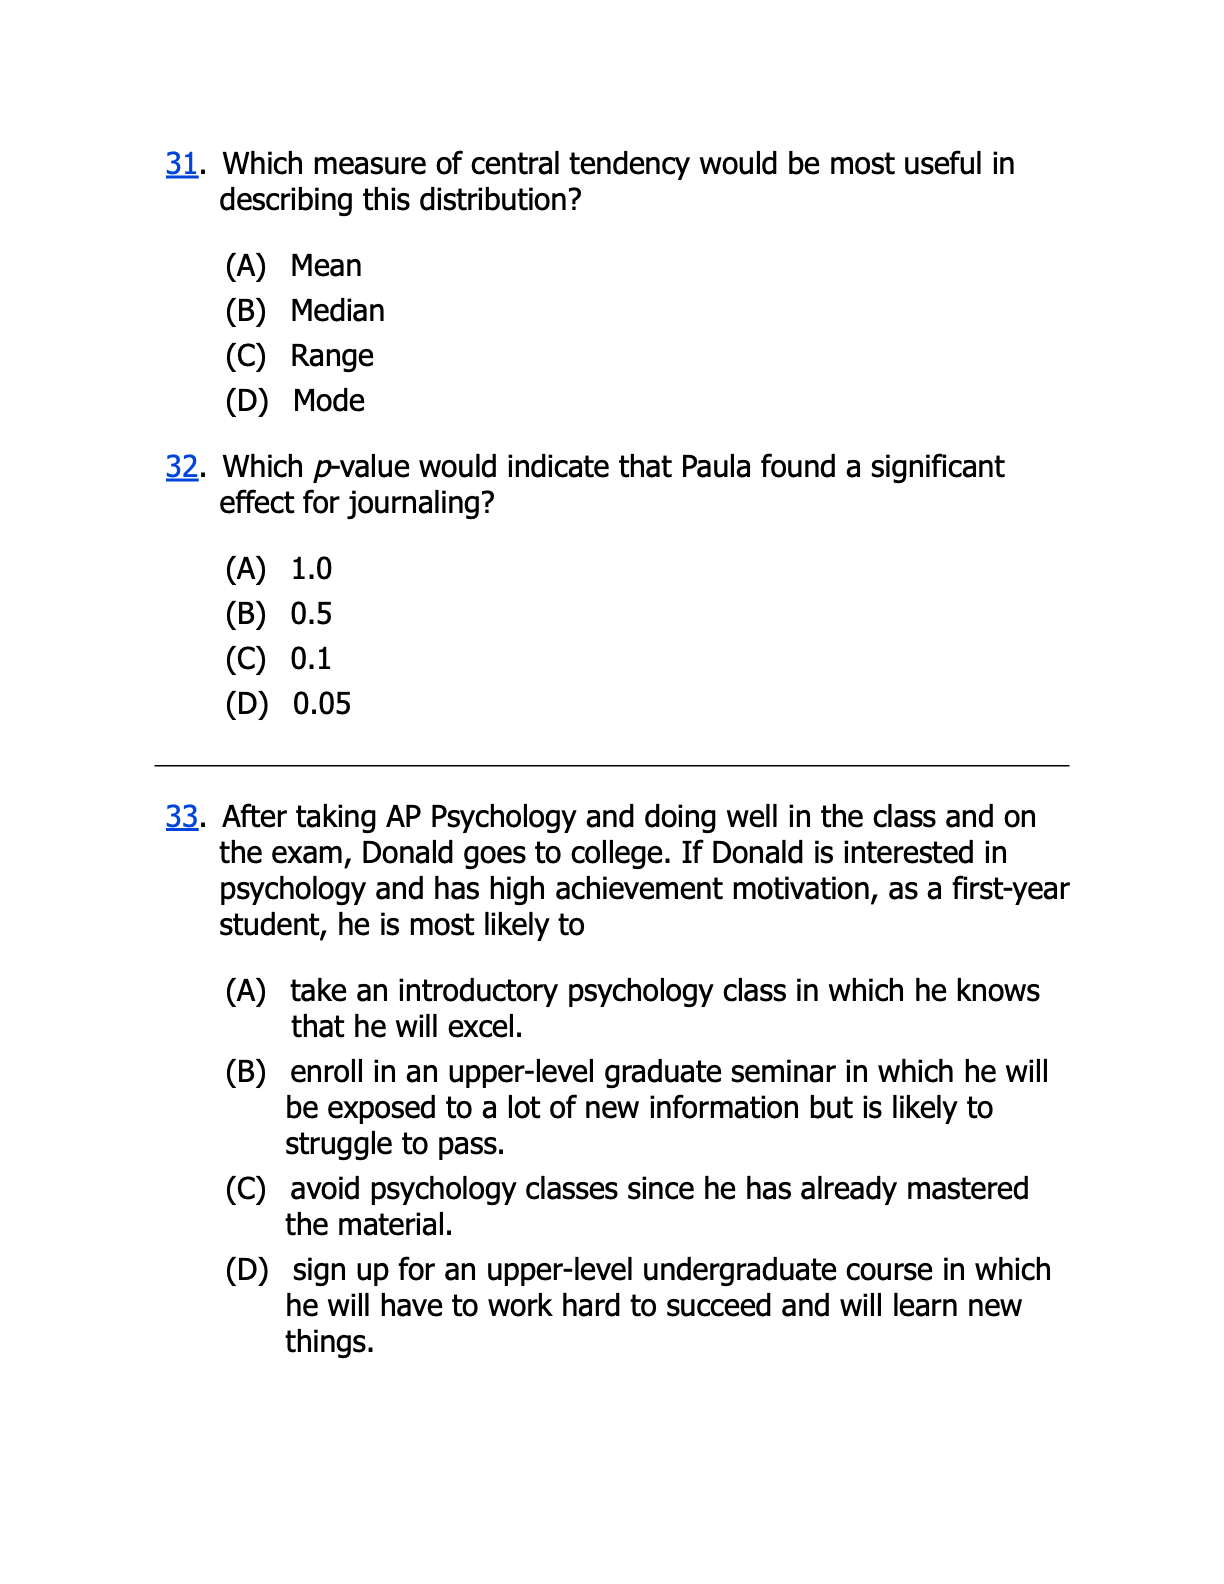 31. Which measure of central tendency would be most useful in
describing this distribution?
(A) Mean
(B) Median
(C) Range
(D) Mode
32. Which p-value would indicate that Paula found a significant
effect for journaling?
(A) 1.0
(B) 0.5
(C) 0.1
(D) 0.05
33. After taking AP Psychology and doing well in the class and on
the exam, Donald goes to college. If Donald is interested in
psychology and has high achievement motivation, as a first-year
student, he is most likely to
(A) take an introductory psychology class in which he knows
that he will excel.
(B) enroll in an upper-level graduate seminar in which he will
be exposed to a lot of new information but is likely to
struggle to pass.
(C) avoid psychology classes since he has already mastered
the material.
(D) sign up for an upper-level undergraduate course in which
he will have to work hard to succeed and will learn new
things.